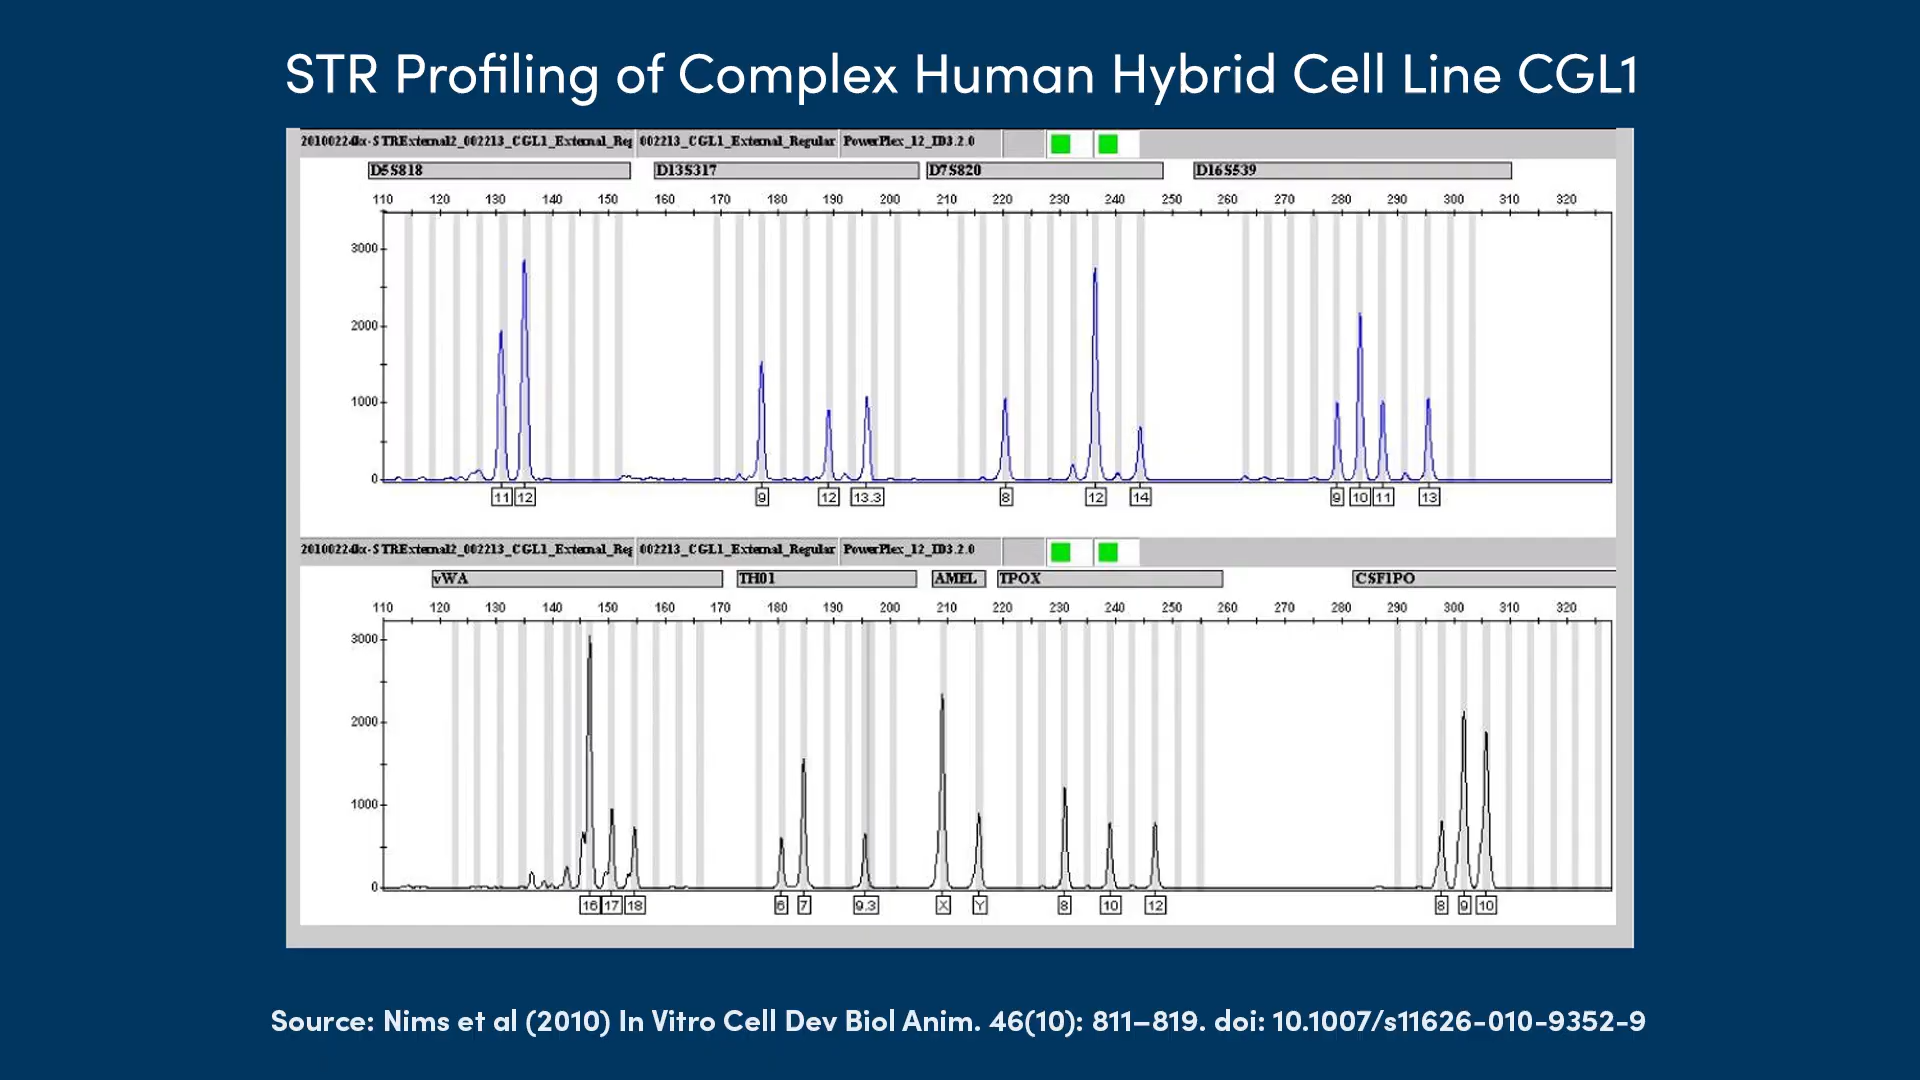 STR Profiling of Complex Human Hybrid Cell Line CGL1
002213_CGL1_External_Regular PowerPlex_12_ID3.2.0
D5S818 D13S317 D7S820 D16S539
110 120 130 140 150 160 170 180 190 200 210 220 230 240 250 260 270 280 290 300 310 320
3000
2000
1000
0
11 12 9 12 13.3 8 12 14 9 10 11 13
002213_CGL1_External_Regular PowerPlex_12_ID3.2.0
vWA TH01 AMEL TPOX CSF1PO
110 120 130 140 150 160 170 180 190 200 210 220 230 240 250 260 270 280 290 300 310 320
3000
2000
1000
0
16 17 18 6 7 9.3 X Y 8 10 12 8 9 10
Source: Nims et al (2010) In Vitro Cell Dev Biol Anim. 46(10): 811–819. doi: 10.1007/s11626-010-9352-9